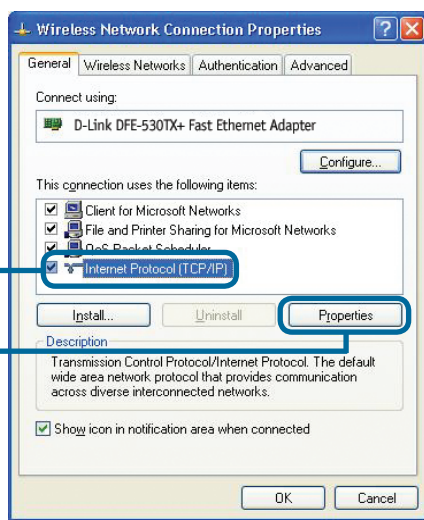 Wireless Network Connection Properties
General Wireless Networks Authentication Advanced
Connect using:
D-Link DFE-530TX+ Fast Ethernet Adapter
Configure...
This connection uses the following items:
Client for Microsoft Networks
File and Printer Sharing for Microsoft Networks
QoS Packet Scheduler
Internet Protocol (TCP/IP)
Install... Uninstall Properties
Description
Transmission Control Protocol/Internet Protocol. The default
wide area network protocol that provides communication
across diverse interconnected networks.
Show icon in notification area when connected
OK Cancel